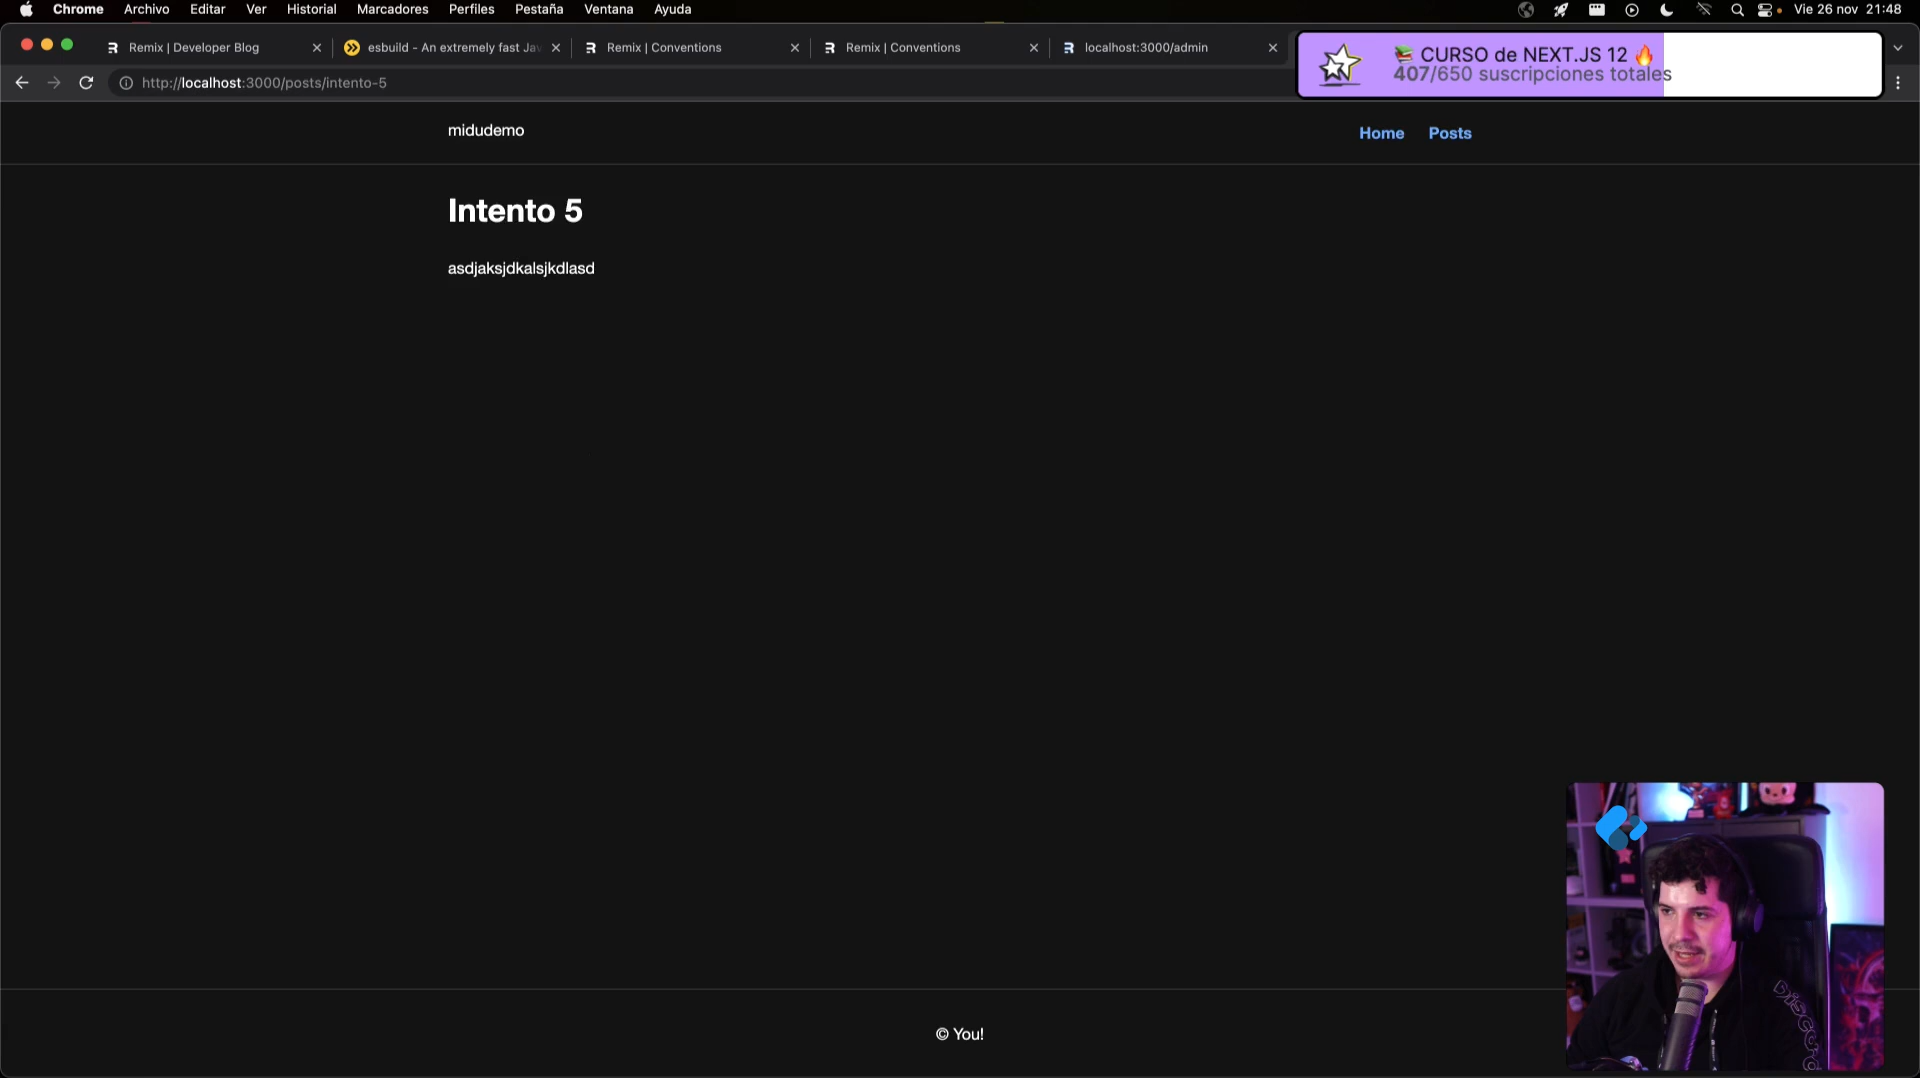 Chrome Archivo Editar Ver Historial Marcadores Perfiles Pestaña Ventana Ayuda Vie 26 nov 21:48
Remix | Developer Blog esbuild - An extremely fast Jav Remix | Conventions Remix | Conventions localhost:3000/admin
📚 CURSO de NEXT.JS 12 🔥
407/650 suscripciones totales
http://localhost:3000/posts/intento-5
midudemo Home Posts
Intento 5
asdjaksjdkalsjkdlasd
© You!